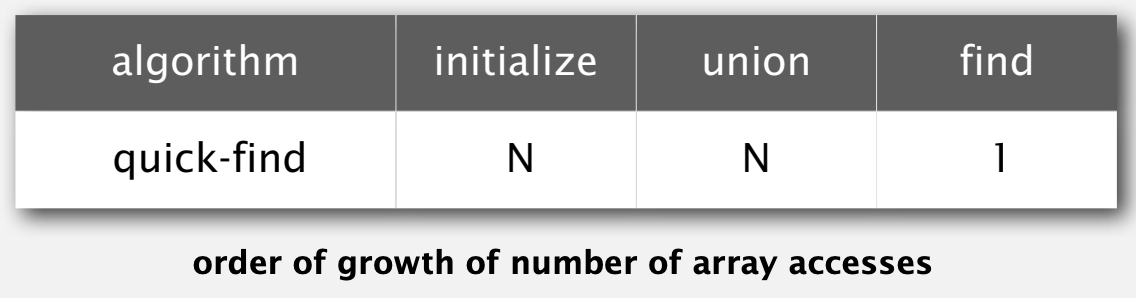 algorithm initialize union find
quick-find N N 1
order of growth of number of array accesses